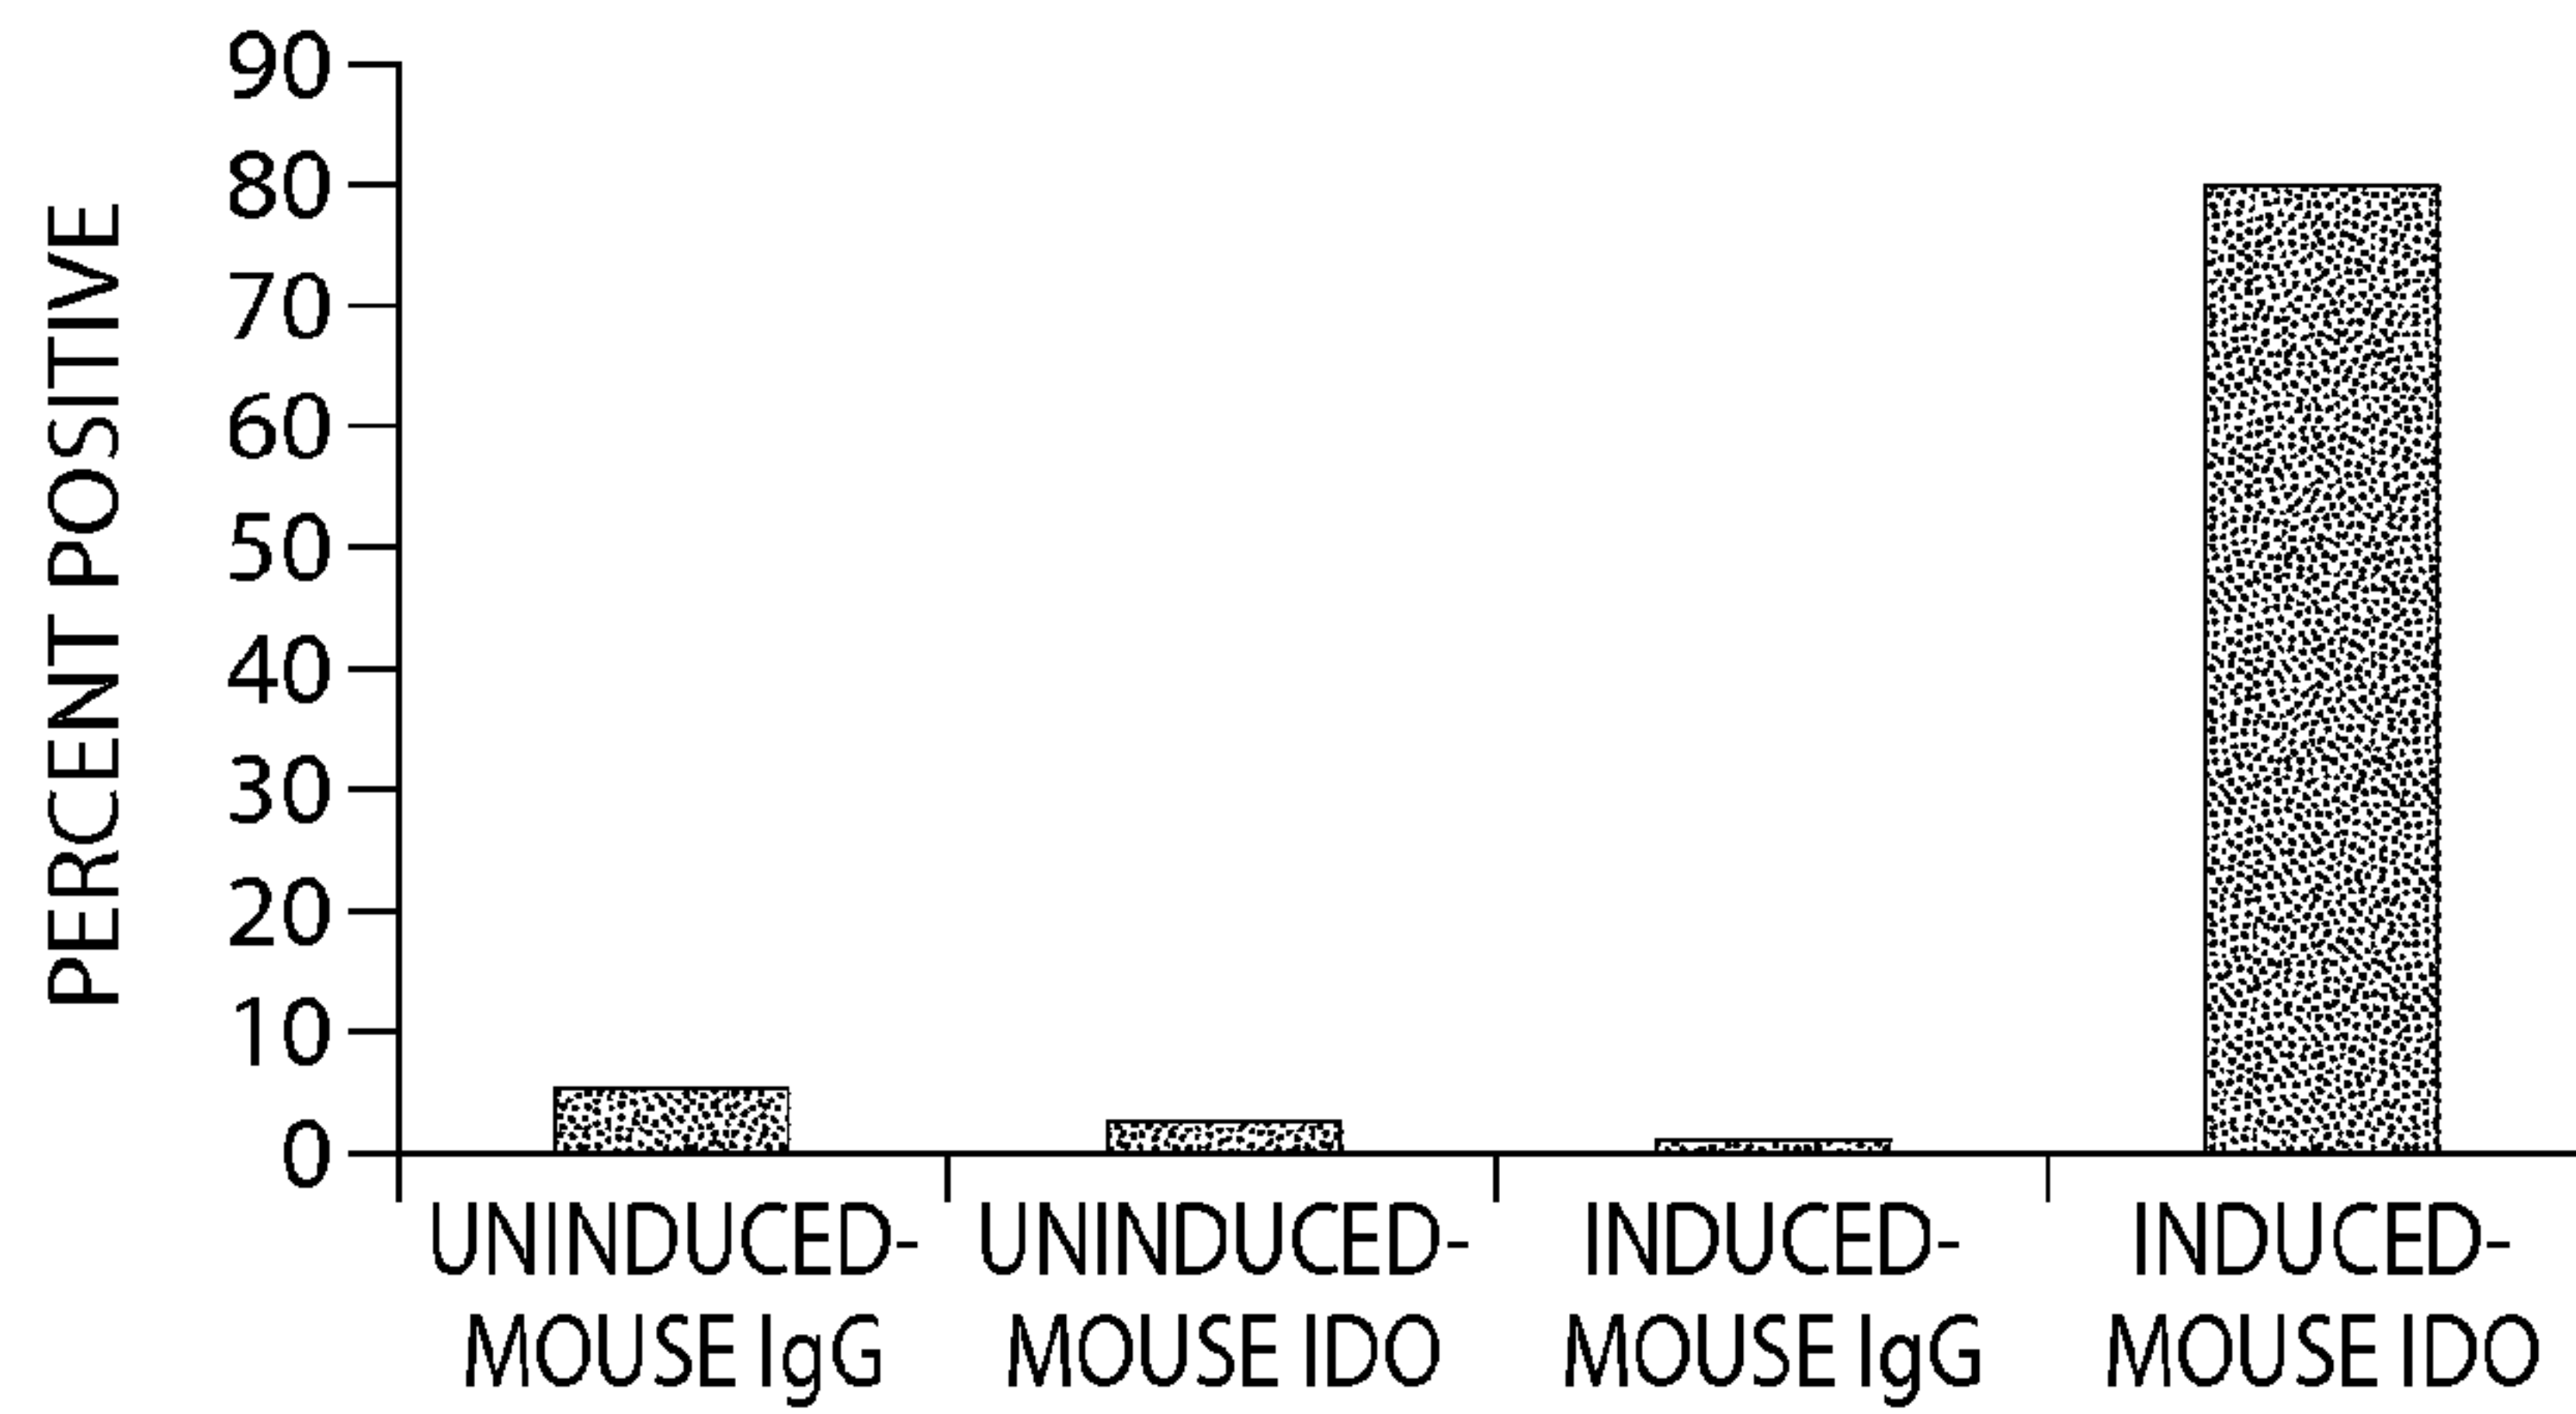 PERCENT POSITIVE
90
80
70
60
50
40
30
20
10
0
UNINDUCED-
MOUSE IgG
UNINDUCED-
MOUSE IDO
INDUCED-
MOUSE IgG
INDUCED-
MOUSE IDO